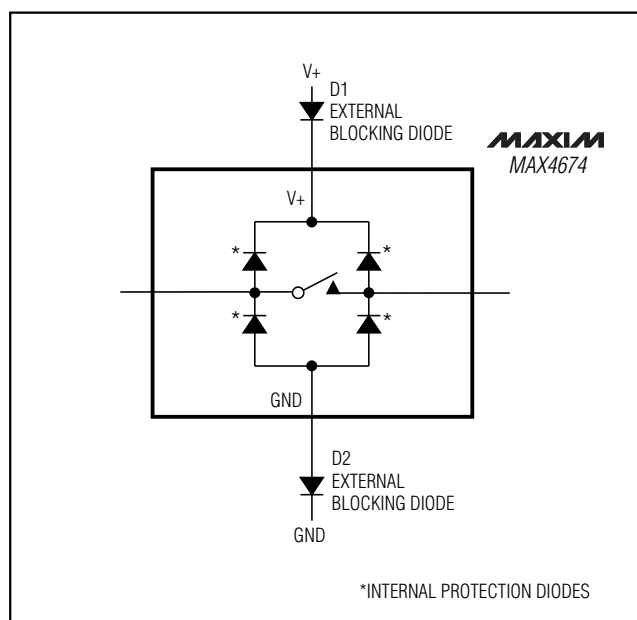 V+
D1
EXTERNAL
BLOCKING DIODE
MAXIM
MAX4674
V+
*
*
*
*
GND
D2
EXTERNAL
BLOCKING DIODE
GND
*INTERNAL PROTECTION DIODES